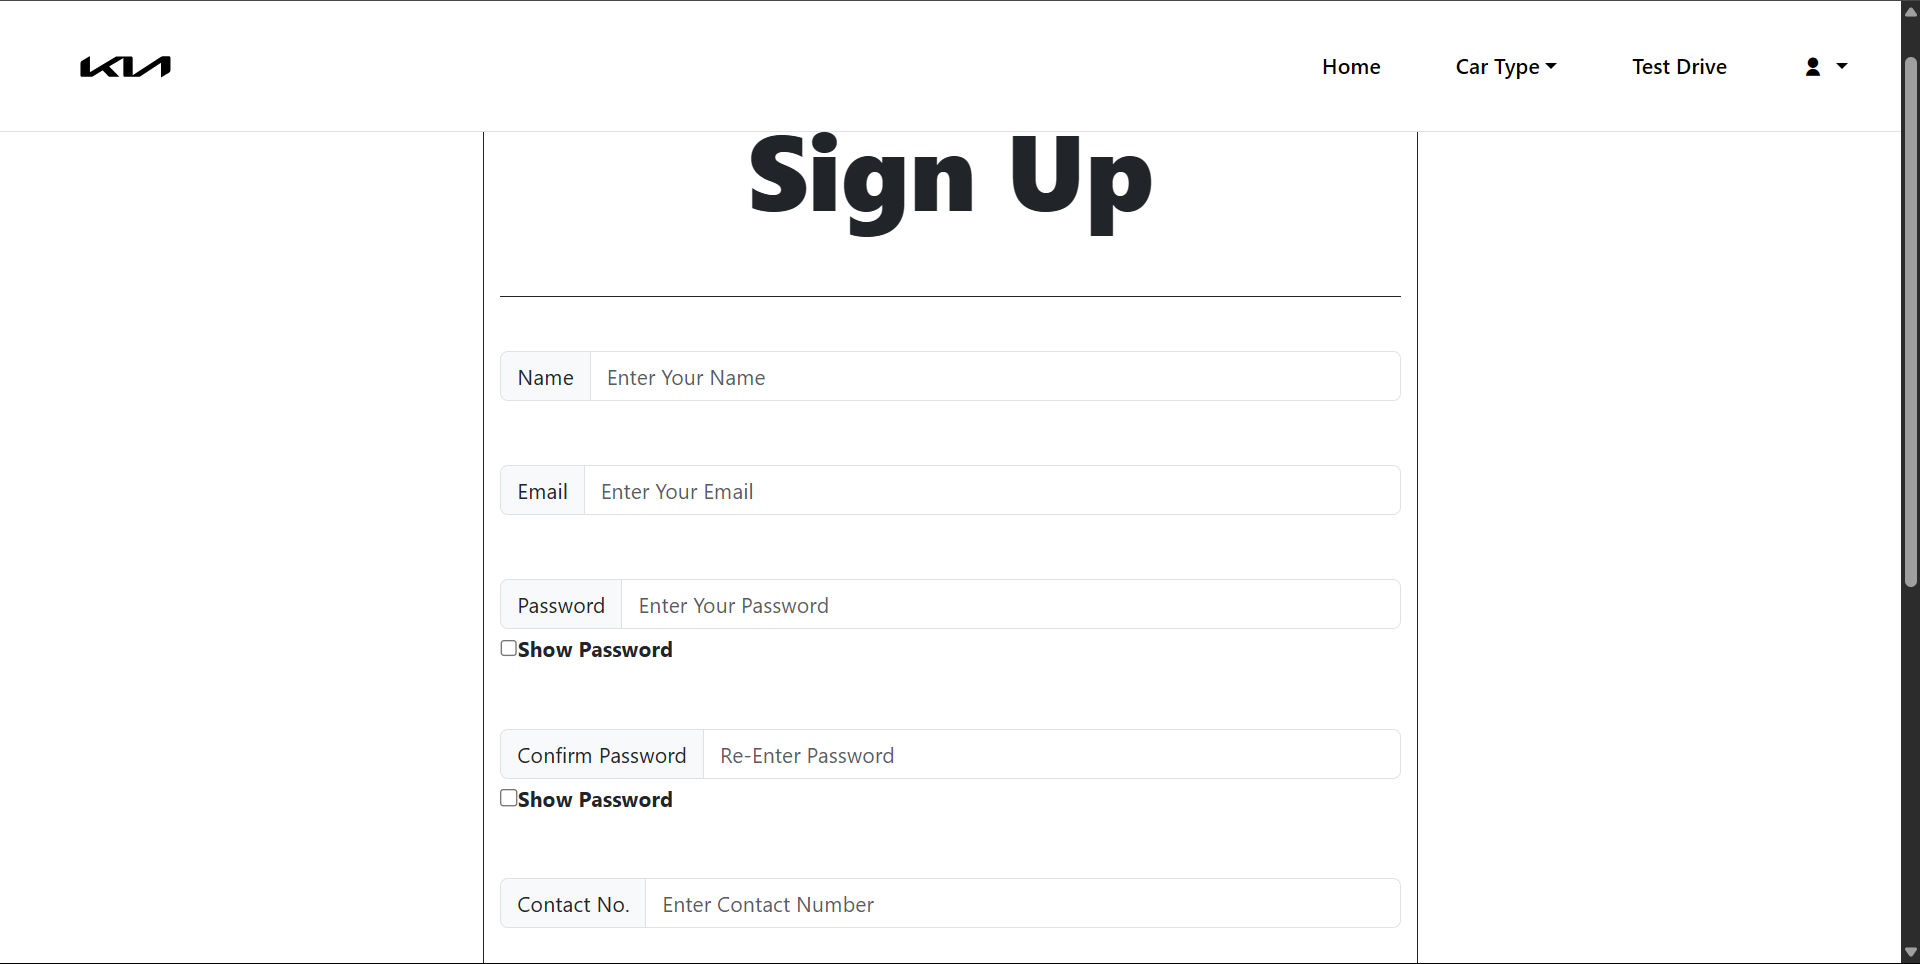 KIA
Home Car Type Test Drive
Sign Up
Name Enter Your Name
Email Enter Your Email
Password Enter Your Password
Show Password
Confirm Password Re-Enter Password
Show Password
Contact No. Enter Contact Number